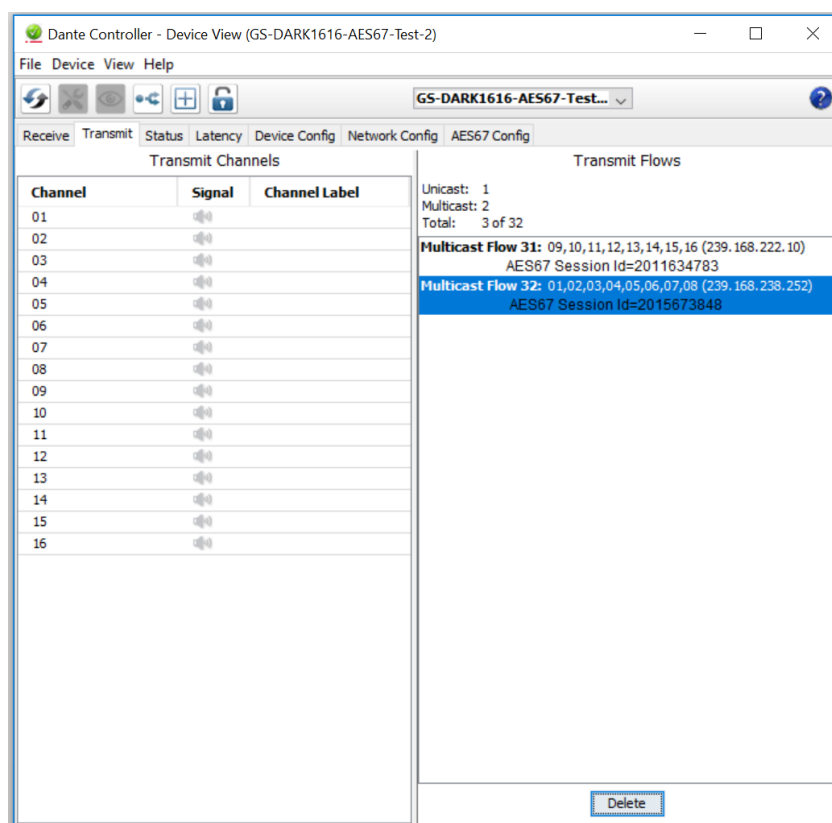 Dante Controller - Device View (GS-DARK1616-AES67-Test-2)
File Device View Help
GS-DARK1616-AES67-Test...
?
Receive Transmit Status Latency Device Config Network Config AES67 Config
Transmit Channels
Channel Signal Channel Label
01
02
03
04
05
06
07
08
09
10
11
12
13
14
15
16
Transmit Flows
Unicast: 1
Multicast: 2
Total: 3 of 32
Multicast Flow 31: 09,10,11,12,13,14,15,16 (239.168.222.10)
AES67 Session Id=2011634783
Multicast Flow 32: 01,02,03,04,05,06,07,08 (239.168.238.252)
AES67 Session Id=2015673848
Delete